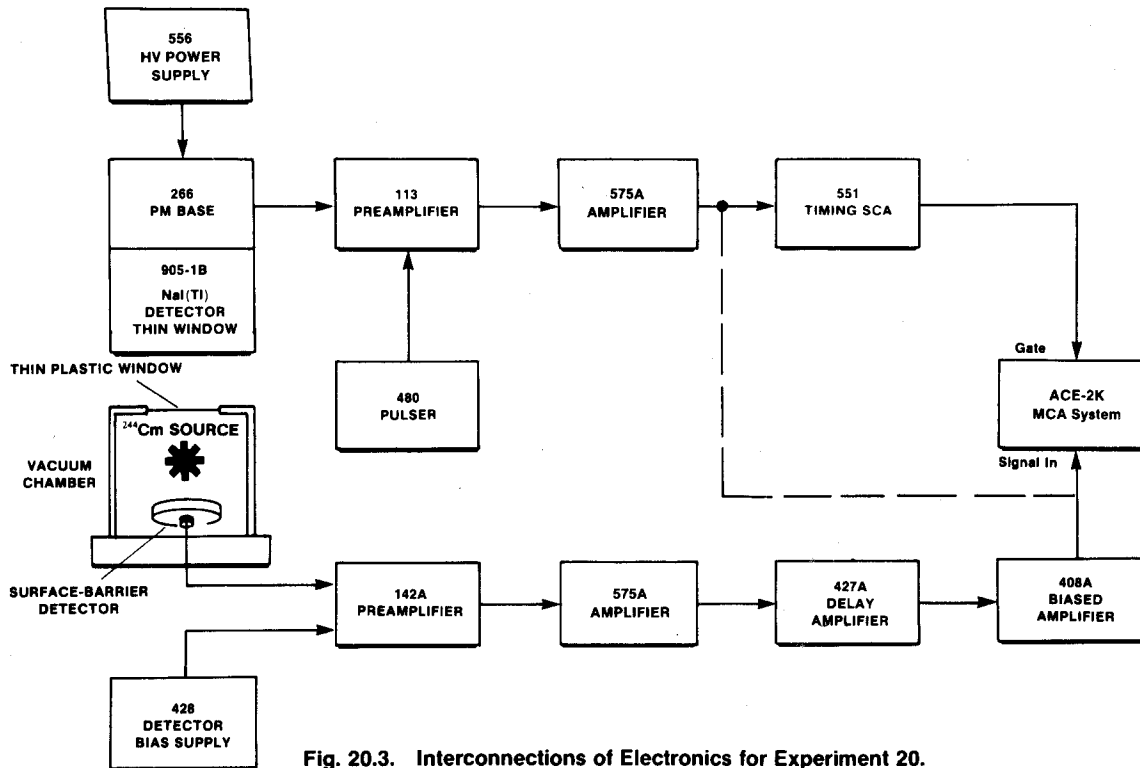 556
HV POWER
SUPPLY
266
PM BASE
113
PREAMPLIFIER
575A
AMPLIFIER
551
TIMING SCA
905-1B
NaI(Tl)
DETECTOR
THIN WINDOW
THIN PLASTIC WINDOW
480
PULSER
Gate
ACE-2K
MCA System
Signal In
²⁴⁴Cm SOURCE
VACUUM
CHAMBER
SURFACE-BARRIER
DETECTOR
142A
PREAMPLIFIER
575A
AMPLIFIER
427A
DELAY
AMPLIFIER
408A
BIASED
AMPLIFIER
428
DETECTOR
BIAS SUPPLY
Fig. 20.3. Interconnections of Electronics for Experiment 20.